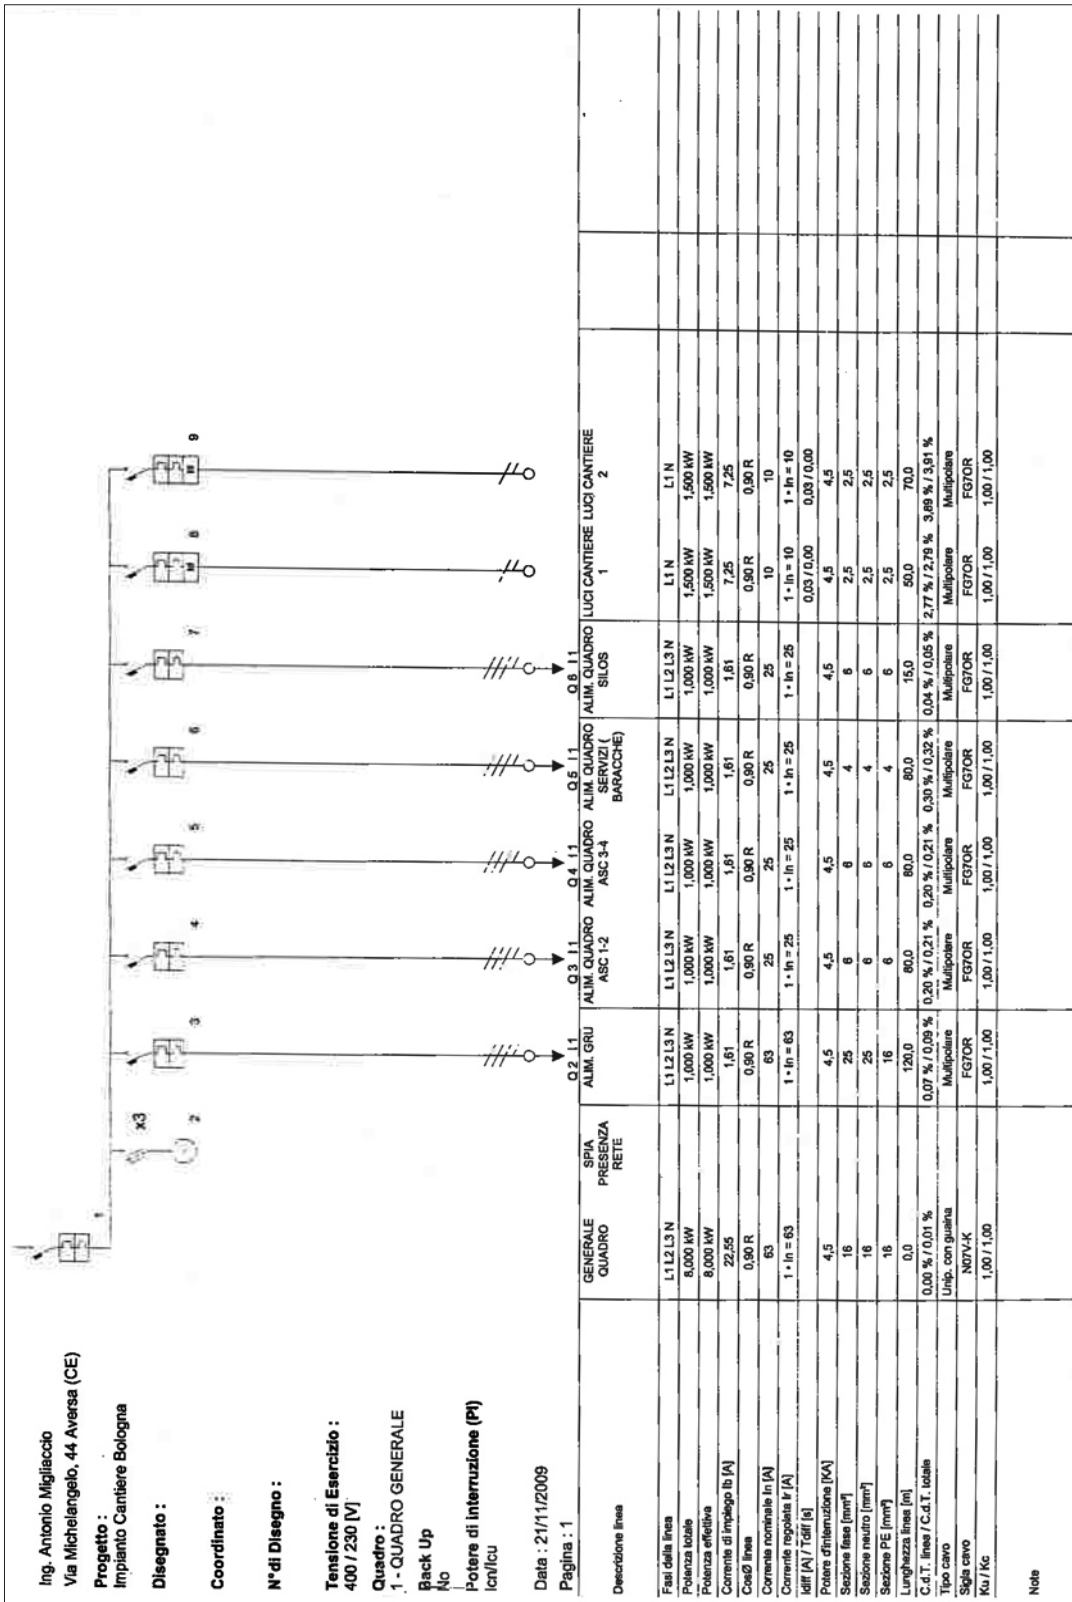 Ing. Antonio Migliaccio
Via Michelangelo, 44 Aversa (CE)
Progetto :
Impianto Cantiere Bologna
Disegnato :
Coordinato :
N°di Disegno :
Tensione di Esercizio :
400 / 230 [V]
Quadro :
1 - QUADRO GENERALE
Back Up
No
Potere di interruzione (PI)
Icn/Icu
Data : 21/11/2009
Pagina : 1
1
x3
2
3 4 5 6 7 8 9
Q2 I1 Q3 I1 Q4 I1 Q5 I1 Q6 I1
Descrizione linea GENERALE QUADRO SPIA PRESENZA RETE ALIM. GRU ALIM. QUADRO ASC 1-2 ALIM. QUADRO ASC 3-4 ALIM. QUADRO SERVIZI ( BARACCHE) ALIM. QUADRO SILOS LUCI CANTIERE 1 LUCI CANTIERE 2
Fasi della linea L1 L2 L3 N L1 L2 L3 N L1 L2 L3 N L1 L2 L3 N L1 L2 L3 N L1 L2 L3 N L1 N L1 N
Potenza totale 8,000 kW 1,000 kW 1,000 kW 1,000 kW 1,000 kW 1,000 kW 1,500 kW 1,500 kW
Potenza effettiva 8,000 kW 1,000 kW 1,000 kW 1,000 kW 1,000 kW 1,000 kW 1,500 kW 1,500 kW
Corrente di impiego Ib [A] 22,55 1,61 1,61 1,61 1,61 1,61 7,25 7,25
CosØ linea 0,90 R 0,90 R 0,90 R 0,90 R 0,90 R 0,90 R 0,90 R 0,90 R
Corrente nominale In [A] 63 63 25 25 25 25 10 10
Corrente regolata Ir [A] 1 • In = 63 1 • In = 63 1 • In = 25 1 • In = 25 1 • In = 25 1 • In = 25 1 • In = 10 1 • In = 10
Idiff [A] / Tdiff [s] 0,03 / 0,00 0,03 / 0,00
Potere d'interruzione [KA] 4,5 4,5 4,5 4,5 4,5 4,5 4,5 4,5
Sezione fase [mm²] 16 25 6 6 4 6 2,5 2,5
Sezione neutro [mm²] 16 25 6 6 4 6 2,5 2,5
Sezione PE [mm²] 16 16 6 6 4 6 2,5 2,5
Lunghezza linea [m] 0,0 120,0 80,0 80,0 80,0 15,0 50,0 70,0
C.d.T. linea / C.d.T. totale 0,00 % / 0,01 % 0,07 % / 0,09 % 0,20 % / 0,21 % 0,20 % / 0,21 % 0,30 % / 0,32 % 0,04 % / 0,05 % 2,77 % / 2,79 % 3,89 % / 3,91 %
Tipo cavo Unip. con guaina Multipolare Multipolare Multipolare Multipolare Multipolare Multipolare Multipolare
Sigla cavo N07V-K FG7OR FG7OR FG7OR FG7OR FG7OR FG7OR FG7OR
Ku / Kc 1,00 / 1,00 1,00 / 1,00 1,00 / 1,00 1,00 / 1,00 1,00 / 1,00 1,00 / 1,00 1,00 / 1,00 1,00 / 1,00
Note